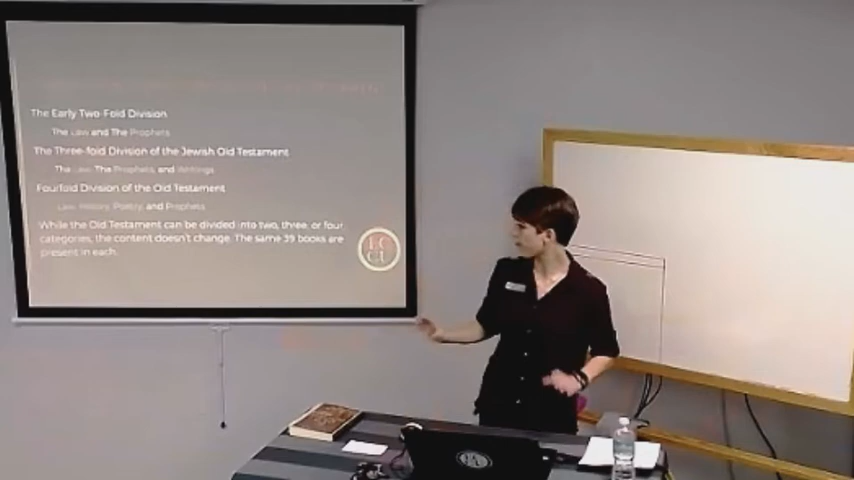 The Early Two-Fold Division
The Law and The Prophets
The Three-fold Division of the Jewish Old Testament
The Law, The Prophets, and Writings
Fourfold Division of the Old Testament
Law, History, Poetry, and Prophets
While the Old Testament can be divided into two, three, or four
categories, the content doesn't change. The same 39 books are
present in each.